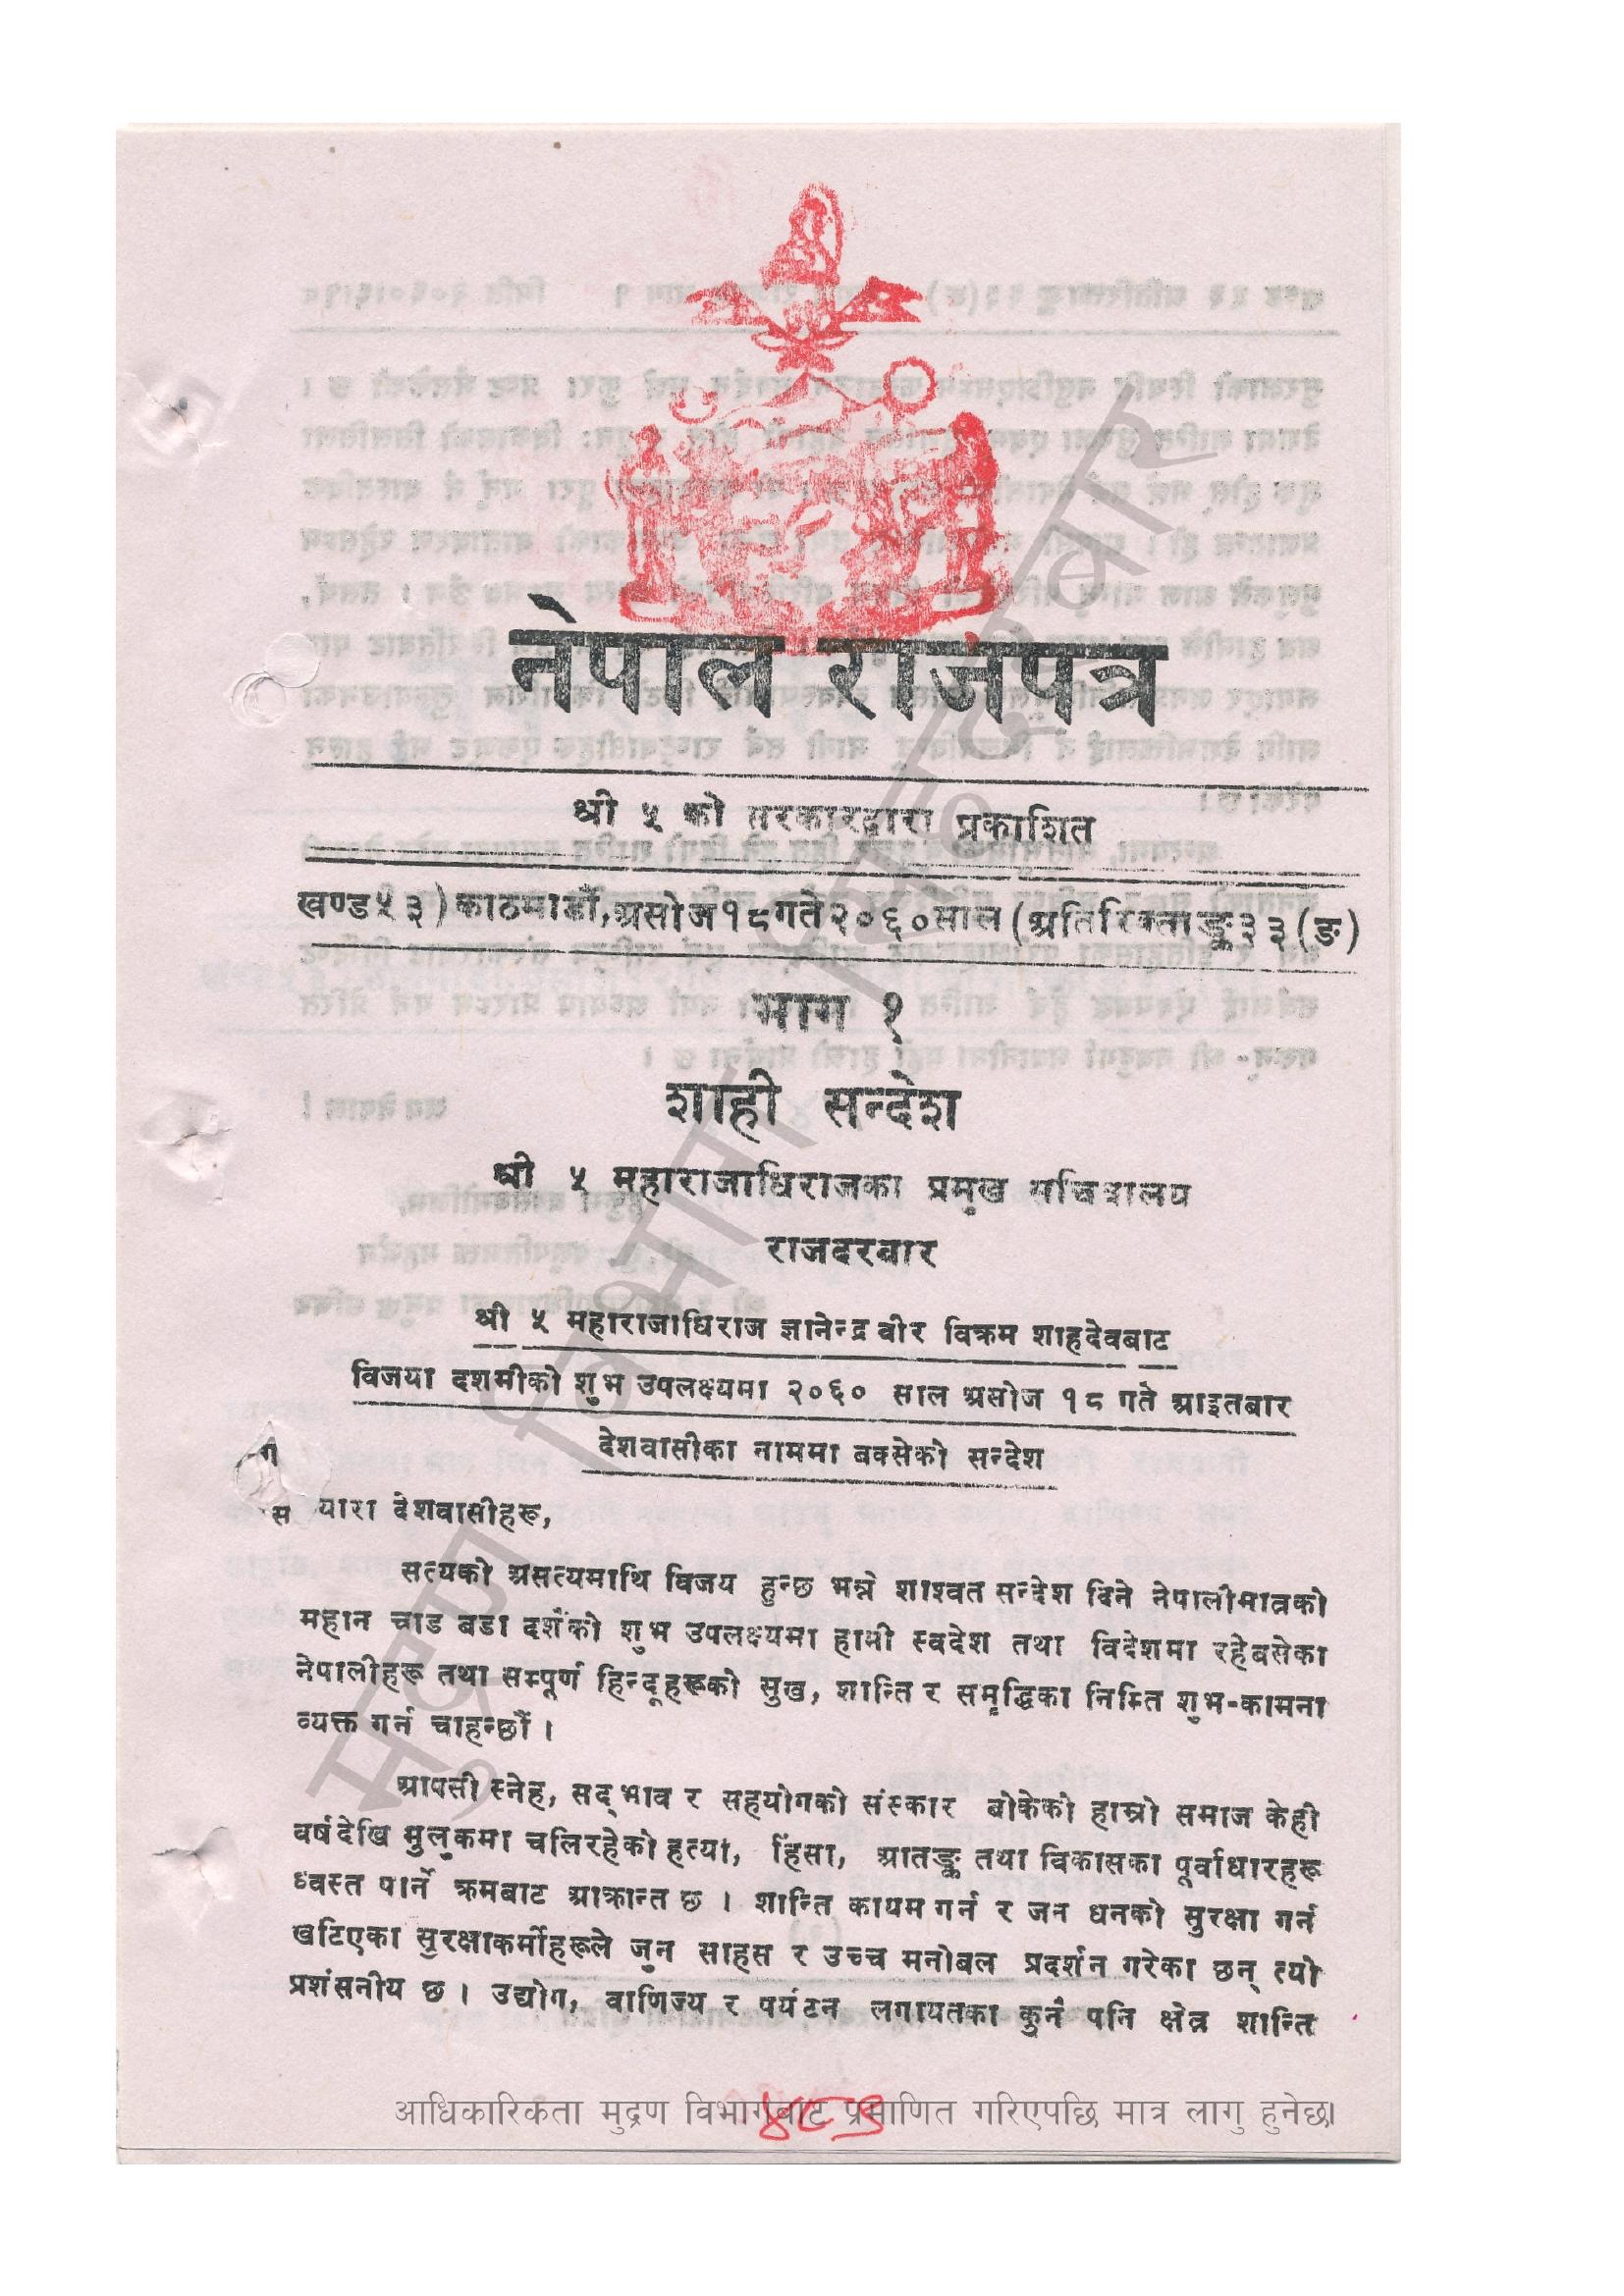 नेपाल राजपत्र
श्री ५ को सरकारद्वारा प्रकाशित
खण्ड ५३) काठमाडौं, असोज १८ गते २०६० साल (अतिरिक्ताङ्क ३३ (ङ)
भाग १
शाही सन्देश
श्री ५ महाराजाधिराजका प्रमुख सचिवालय
राजदरबार
श्री ५ महाराजाधिराज ज्ञानेन्द्र वीर विक्रम शाहदेवबाट
विजया दशमीको शुभ उपलक्ष्यमा २०६० साल असोज १८ गते आइतबार
देशवासीका नाममा बक्सेको सन्देश
यारा देशवासीहरू,
सत्यको असत्यमाथि विजय हुन्छ भन्ने शाश्वत सन्देश दिने नेपालीमात्रको
महान चाड बडा दशैंको शुभ उपलक्ष्यमा हामी स्वदेश तथा विदेशमा रहेबसेका
नेपालीहरू तथा सम्पूर्ण हिन्दूहरूको सुख, शान्ति र समृद्धिका निम्ति शुभ-कामना
व्यक्त गर्न चाहन्छौं ।
आपसी स्नेह, सद्भाव र सहयोगको संस्कार बोकेको हाम्रो समाज केही
वर्षदेखि मुलुकमा चलिरहेको हत्या, हिंसा, आतङ्क तथा विकासका पूर्वाधारहरू
ध्वस्त पार्ने क्रमबाट आक्रान्त छ । शान्ति कायम गर्न र जन धनको सुरक्षा गर्न
खटिएका सुरक्षाकर्मीहरूले जुन साहस र उच्च मनोबल प्रदर्शन गरेका छन् त्यो
प्रशंसनीय छ । उद्योग, वाणिज्य र पर्यटन लगायतका कुनै पनि क्षेत्र शान्ति
आधिकारिकता मुद्रण विभागबाट प्रमाणित गरिएपछि मात्र लागु हुनेछ।